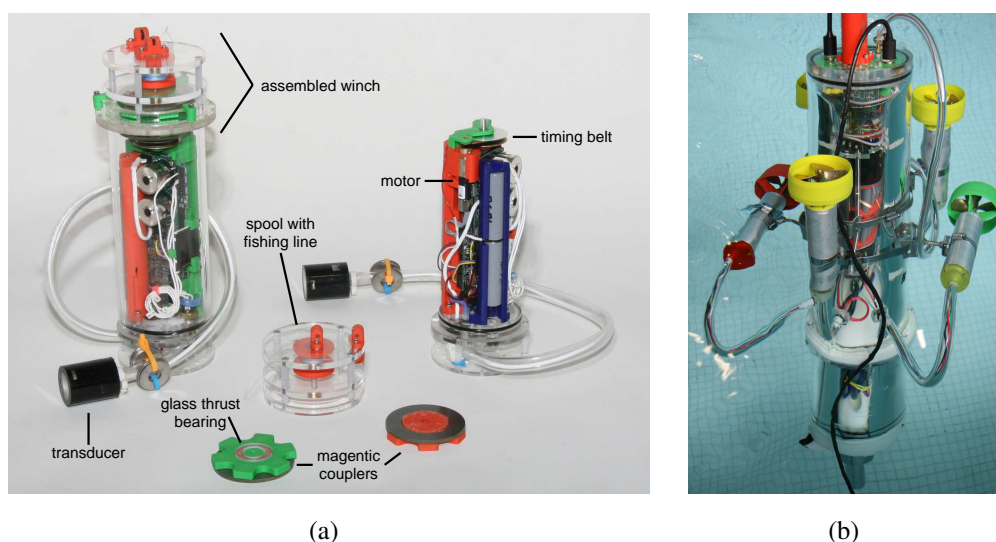 assembled winch
timing belt
motor
spool with
fishing line
glass thrust
bearing
transducer
magentic
couplers
(a)
(b)